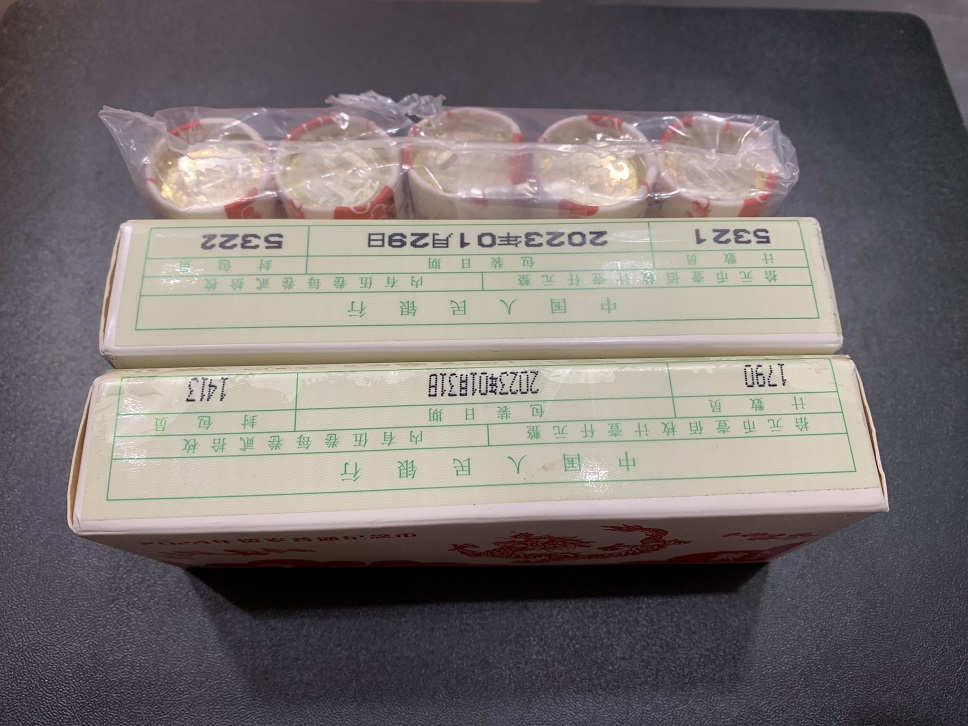 中国人民银行
拾元币壹佰枚计壹仟元整 内有伍卷每卷贰拾枚
计数员 包装日期 封包员
1790 2023年01月31日 1413
中国人民银行
拾元币壹佰枚计壹仟元整 内有伍卷每卷贰拾枚
计数员 包装日期 封包员
5321 2023年01月29日 5322